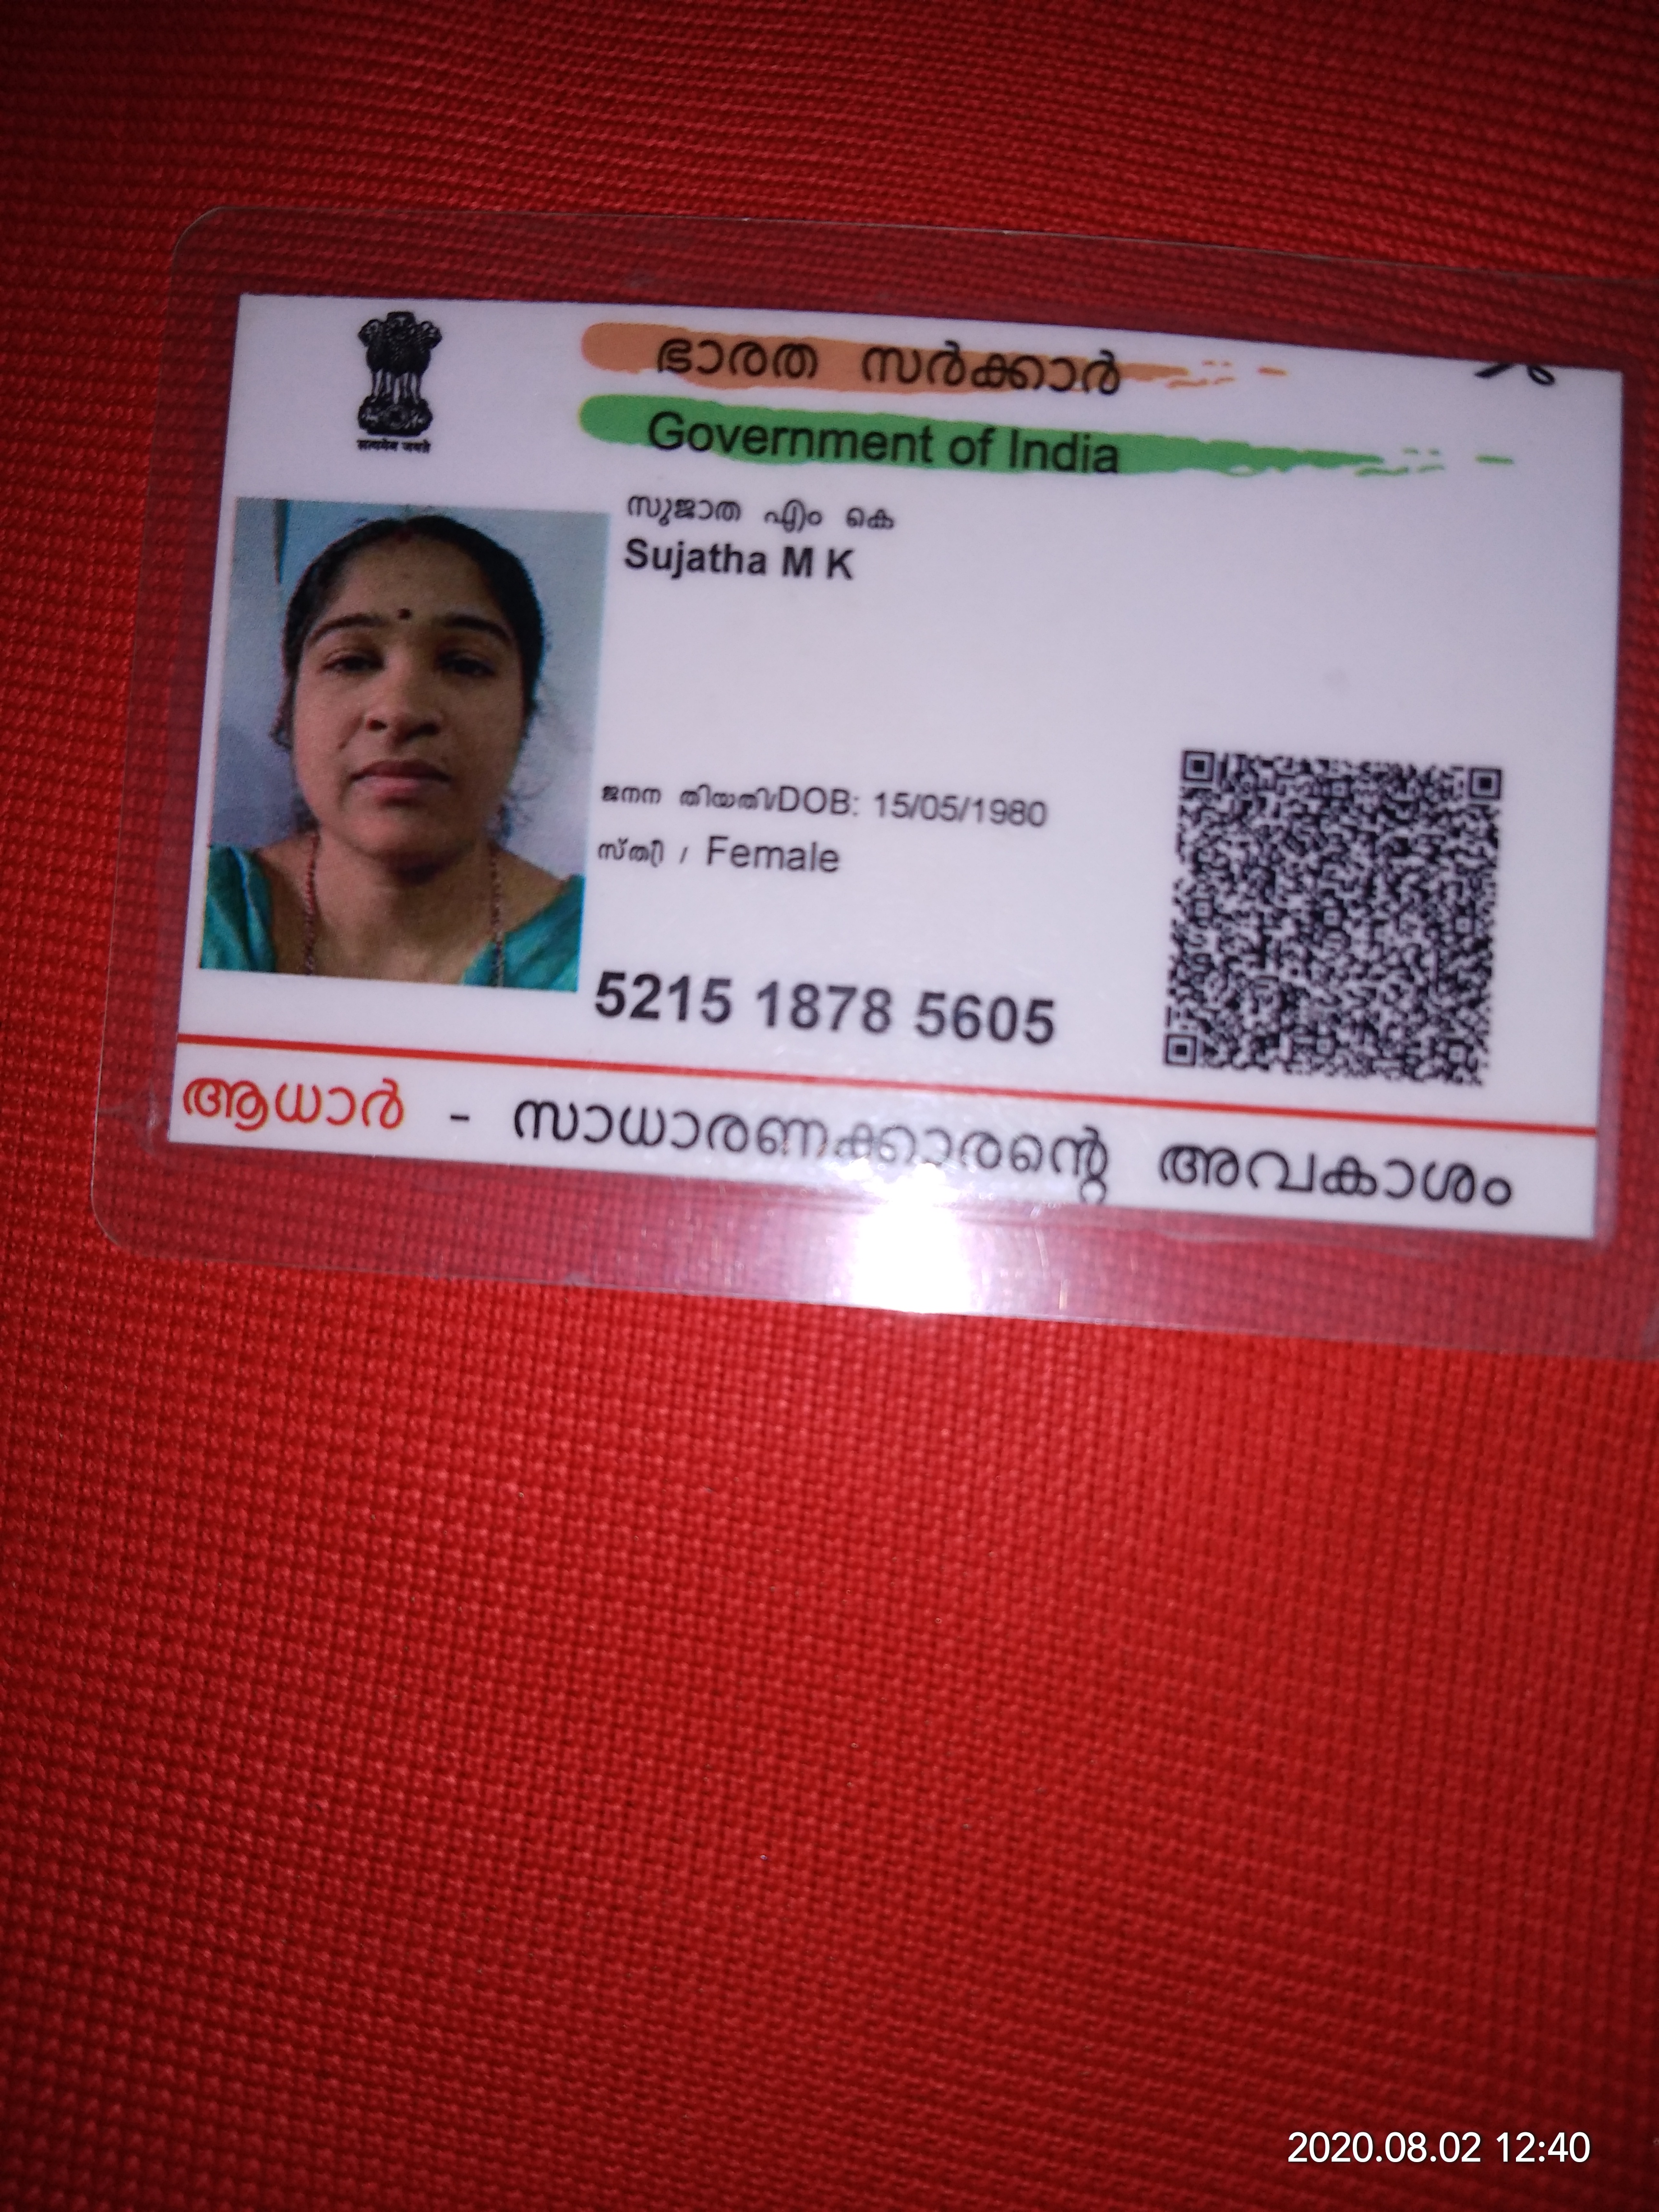 ഭാരത സർക്കാർ
Government of India
सत्यमेव जयते
സുജാത എം കെ
Sujatha M K
ജനന തിയതി/DOB: 15/05/1980
സ്ത്രീ / Female
5215 1878 5605
ആധാർ - സാധാരണക്കാരന്റെ അവകാശം
2020.08.02 12:40